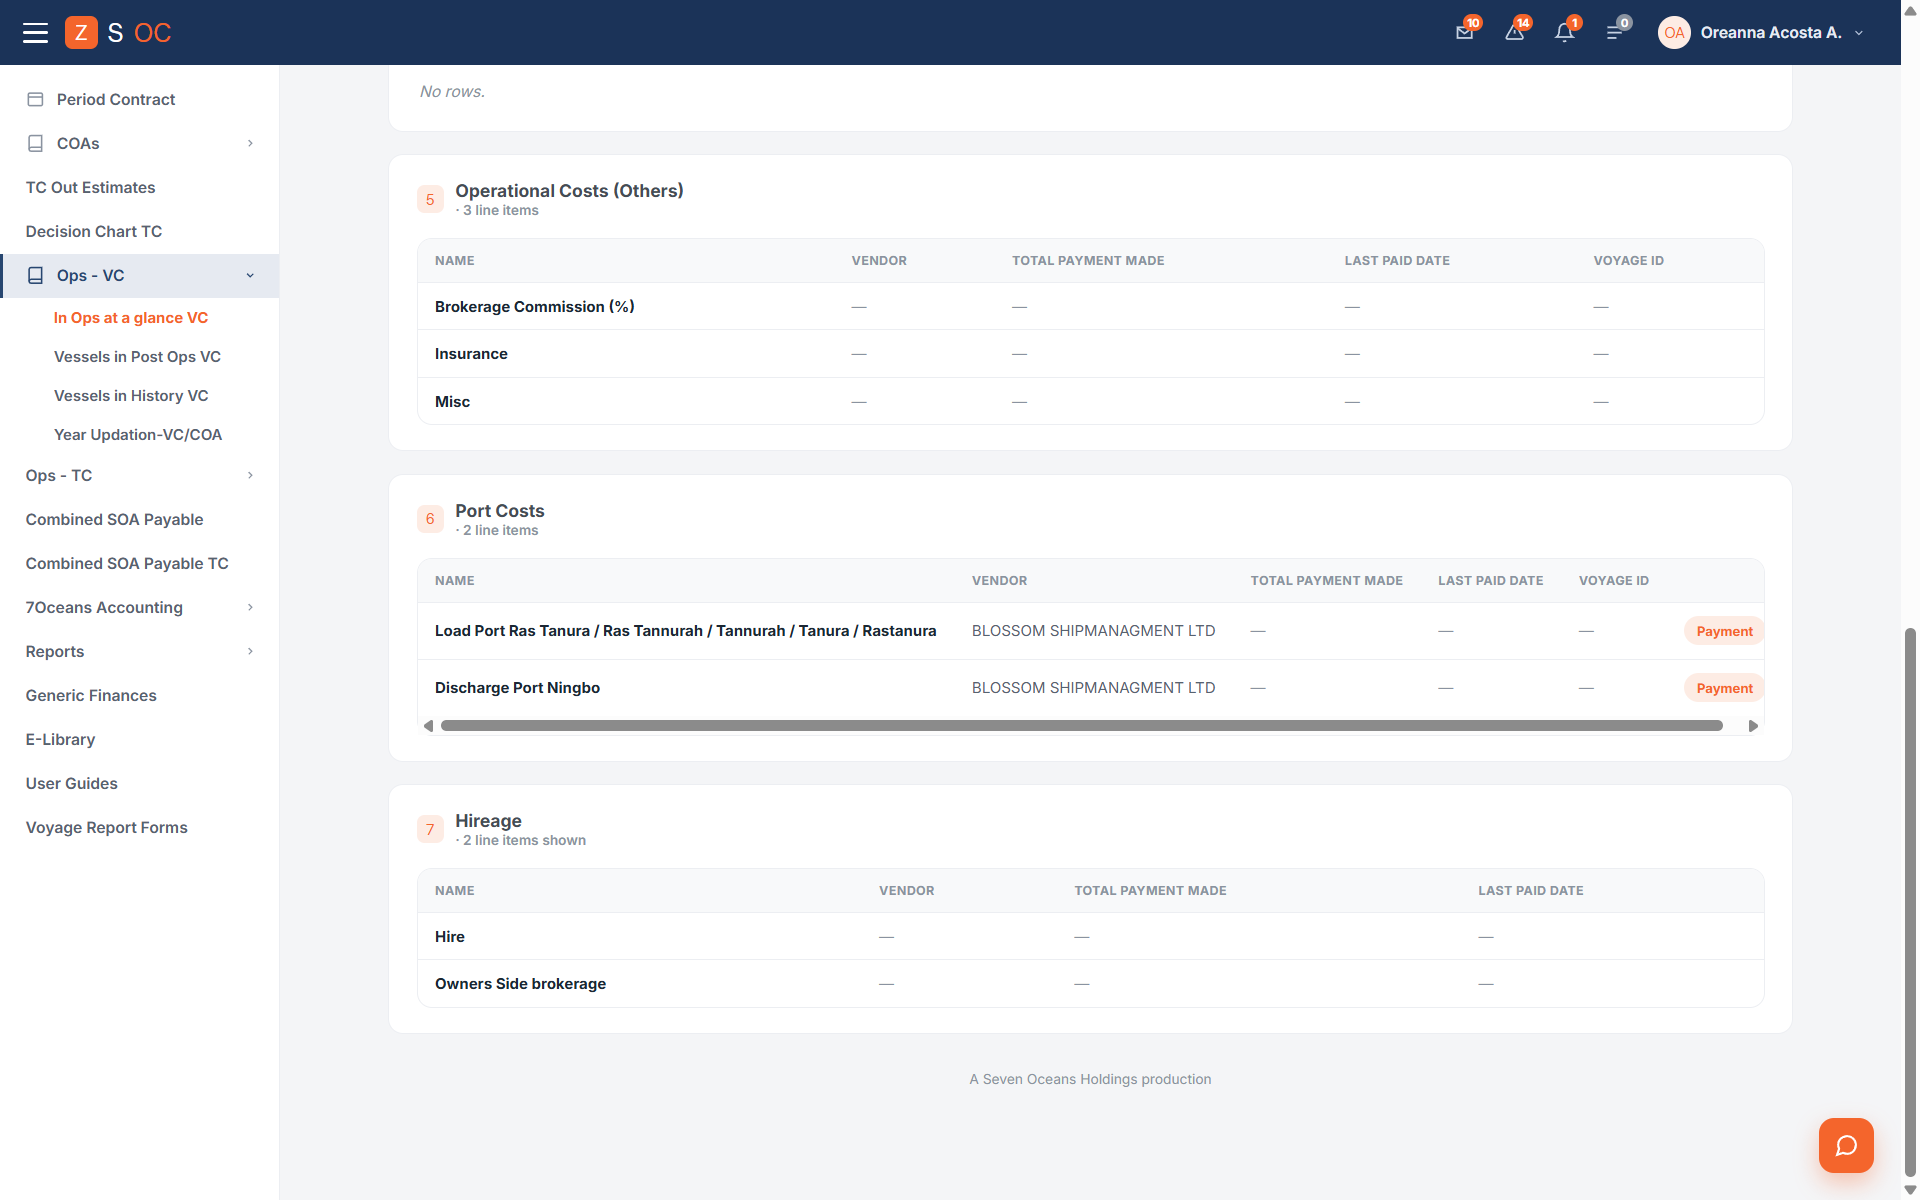 Z S OC
10
14
1
0
OA Oreanna Acosta A.
Period Contract
COAs
TC Out Estimates
Decision Chart TC
Ops - VC
In Ops at a glance VC
Vessels in Post Ops VC
Vessels in History VC
Year Updation-VC/COA
Ops - TC
Combined SOA Payable
Combined SOA Payable TC
7Oceans Accounting
Reports
Generic Finances
E-Library
User Guides
Voyage Report Forms
No rows.
5 Operational Costs (Others)
· 3 line items
NAME VENDOR TOTAL PAYMENT MADE LAST PAID DATE VOYAGE ID
Brokerage Commission (%) — — — —
Insurance — — — —
Misc — — — —
6 Port Costs
· 2 line items
NAME VENDOR TOTAL PAYMENT MADE LAST PAID DATE VOYAGE ID
Load Port Ras Tanura / Ras Tannurah / Tannurah / Tanura / Rastanura BLOSSOM SHIPMANAGMENT LTD — — — Payment
Discharge Port Ningbo BLOSSOM SHIPMANAGMENT LTD — — — Payment
7 Hireage
· 2 line items shown
NAME VENDOR TOTAL PAYMENT MADE LAST PAID DATE
Hire — — —
Owners Side brokerage — — —
A Seven Oceans Holdings production